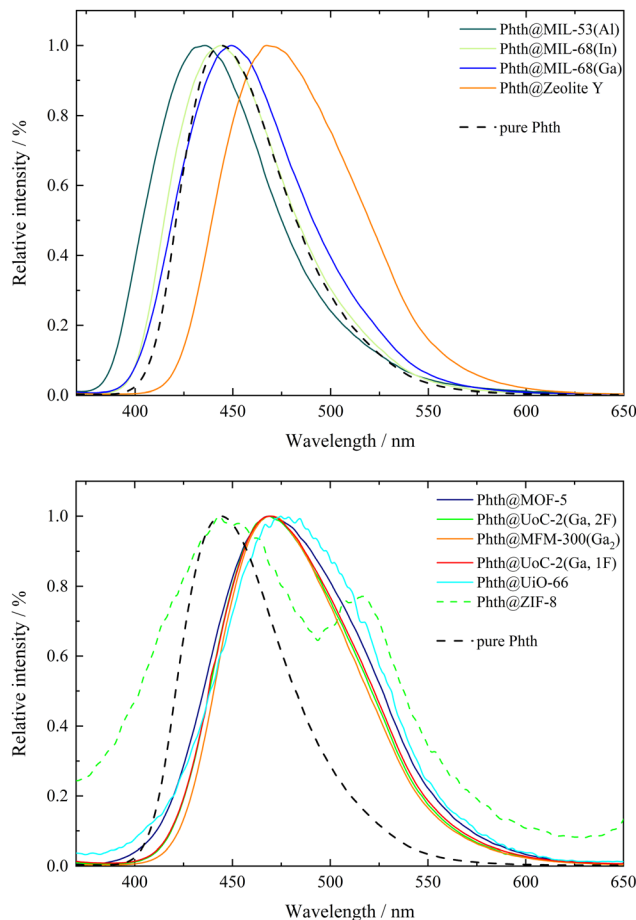 Phth@MIL-53(Al)
Phth@MIL-68(In)
Phth@MIL-68(Ga)
Phth@Zeolite Y
pure Phth
Relative intensity / %
1.0
0.8
0.6
0.4
0.2
0.0
400 450 500 550 600 650
Wavelength / nm
Phth@MOF-5
Phth@UoC-2(Ga, 2F)
Phth@MFM-300(Ga₂)
Phth@UoC-2(Ga, 1F)
Phth@UiO-66
Phth@ZIF-8
pure Phth
Relative intensity / %
1.0
0.8
0.6
0.4
0.2
0.0
400 450 500 550 600 650
Wavelength / nm